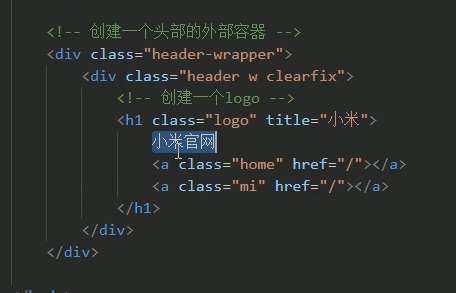 <!-- 创建一个头部的外部容器 -->
<div class="header-wrapper">
<div class="header w clearfix">
<!-- 创建一个logo -->
<h1 class="logo" title="小米">
小米官网
<a class="home" href="/"></a>
<a class="mi" href="/"></a>
</h1>
</div>
</div>